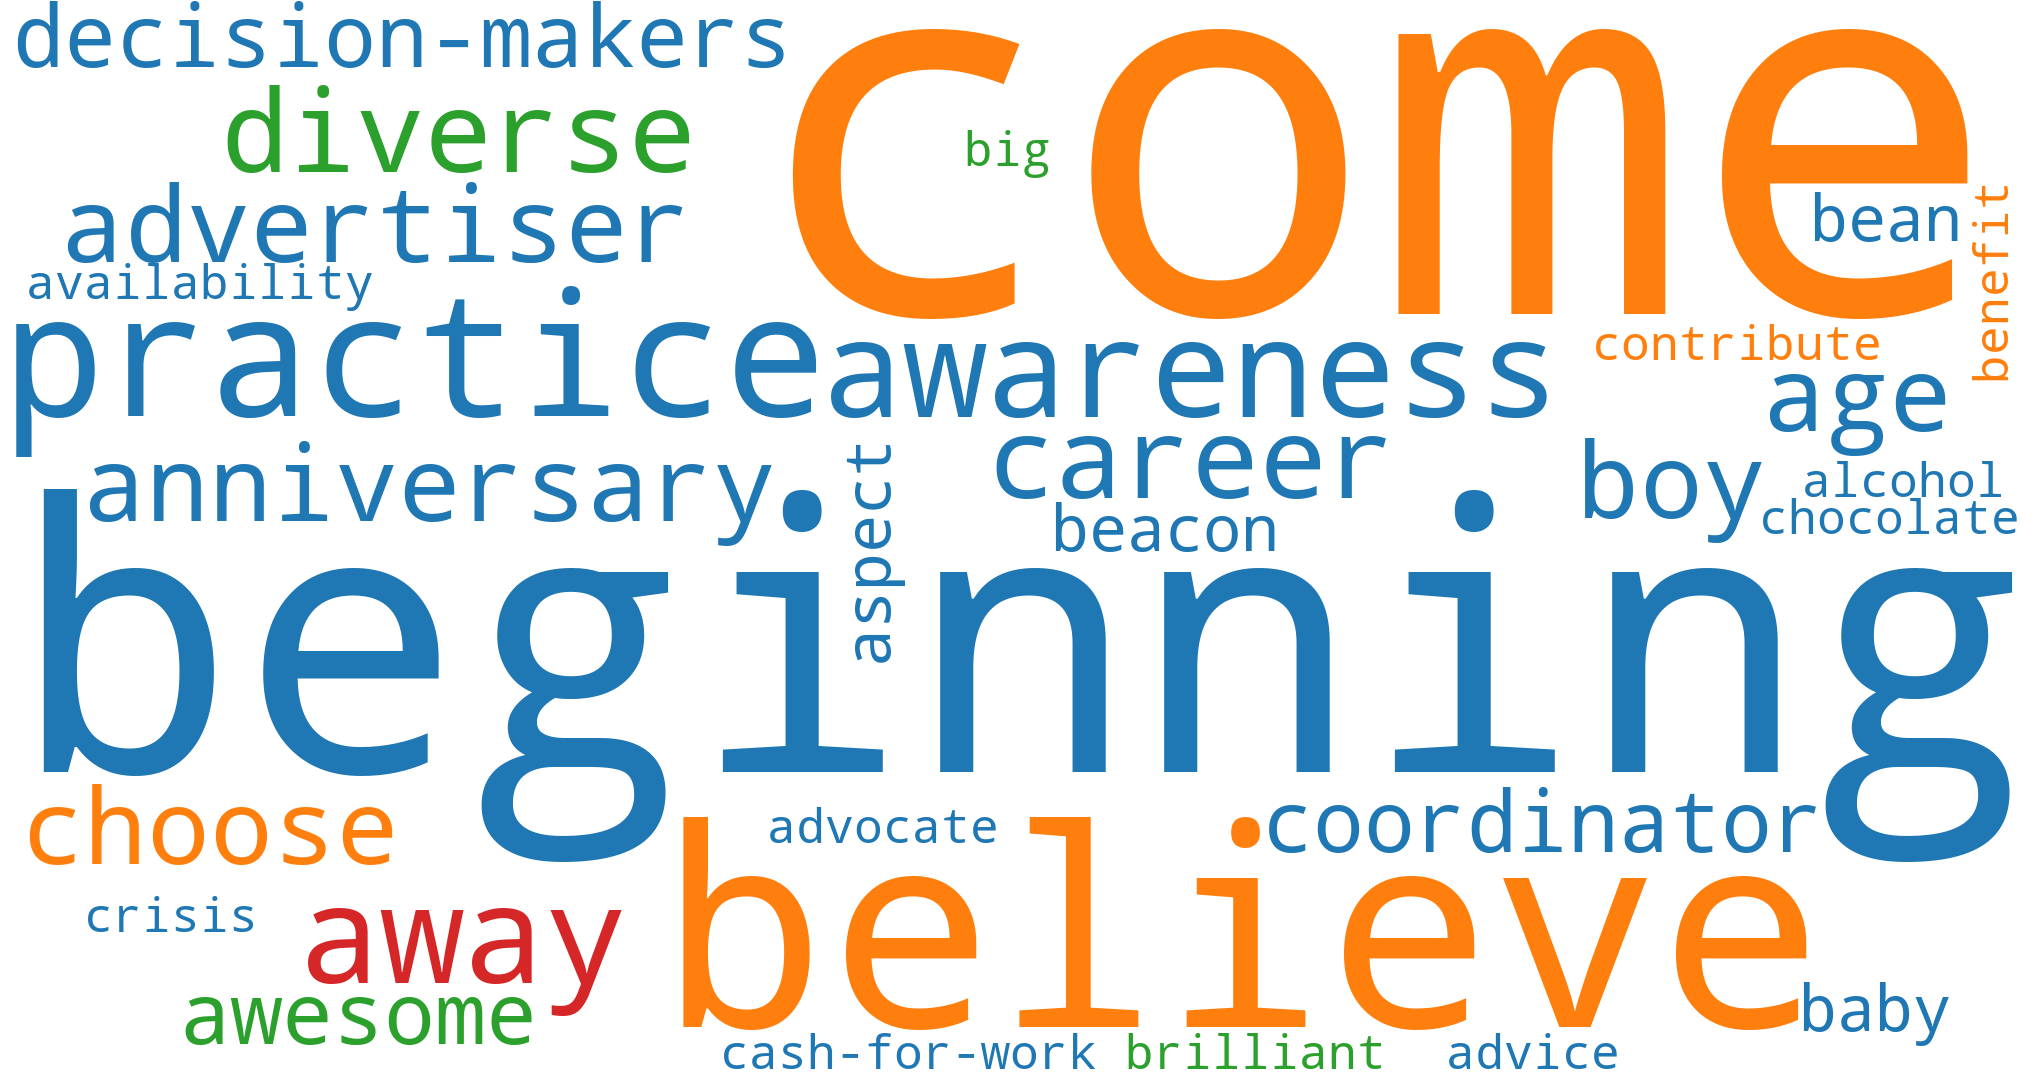 decision-makers
come
diverse
big
advertiser
bean
benefit
availability
practice
awareness
contribute
age
anniversary
aspect
career
boy
alcohol
chocolate
beacon
beginning
choose
advocate
believe
coordinator
crisis
away
awesome
baby
cash-for-work
brilliant
advice